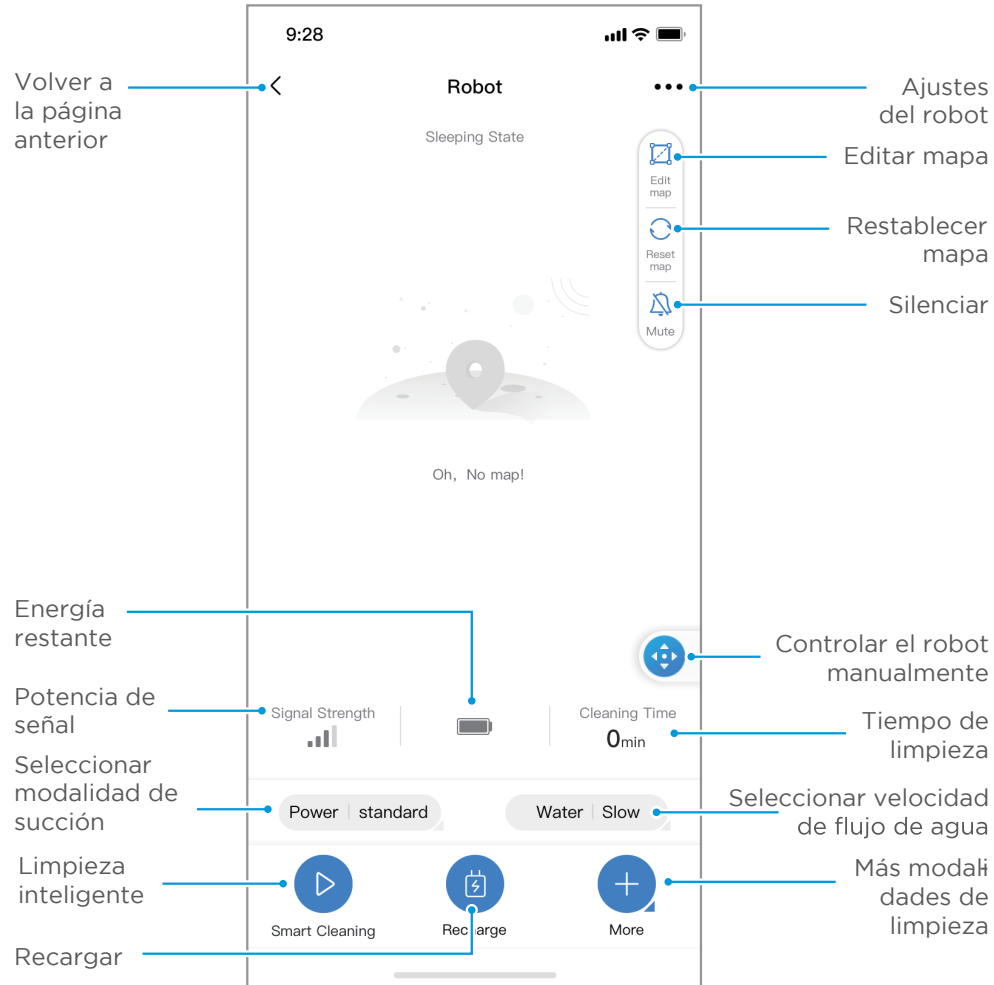 9:28
Volver a
la página
anterior
Robot
Ajustes
del robot
Sleeping State
Editar mapa
Edit
map
Restablecer
mapa
Reset
map
Silenciar
Mute
Oh, No map!
Energía
restante
Controlar el robot
manualmente
Potencia de
señal
Signal Strength
Cleaning Time
0min
Tiempo de
limpieza
Seleccionar
modalidad de
succión
Power | standard
Water | Slow
Seleccionar velocidad
de flujo de agua
Limpieza
inteligente
Más modali-
dades de
limpieza
Smart Cleaning
Recharge
More
Recargar